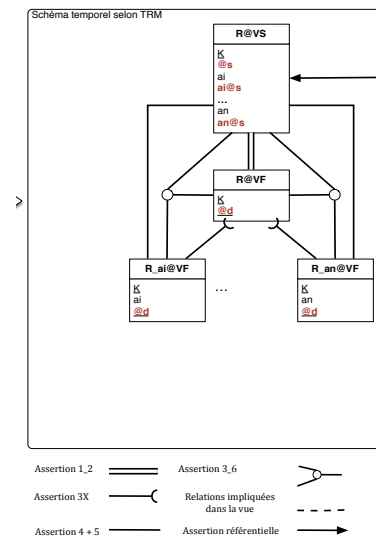 Schéma temporel selon TRM
R@VS
K
@s
ai
ai@s
...
an
an@s
R@VF
K
@d
R_ai@VF
K
ai
@d
...
R_an@VF
K
an
@d
Assertion 1_2
Assertion 3_6
Assertion 3X
Relations impliquées
dans la vue
Assertion 4 + 5
Assertion référentielle